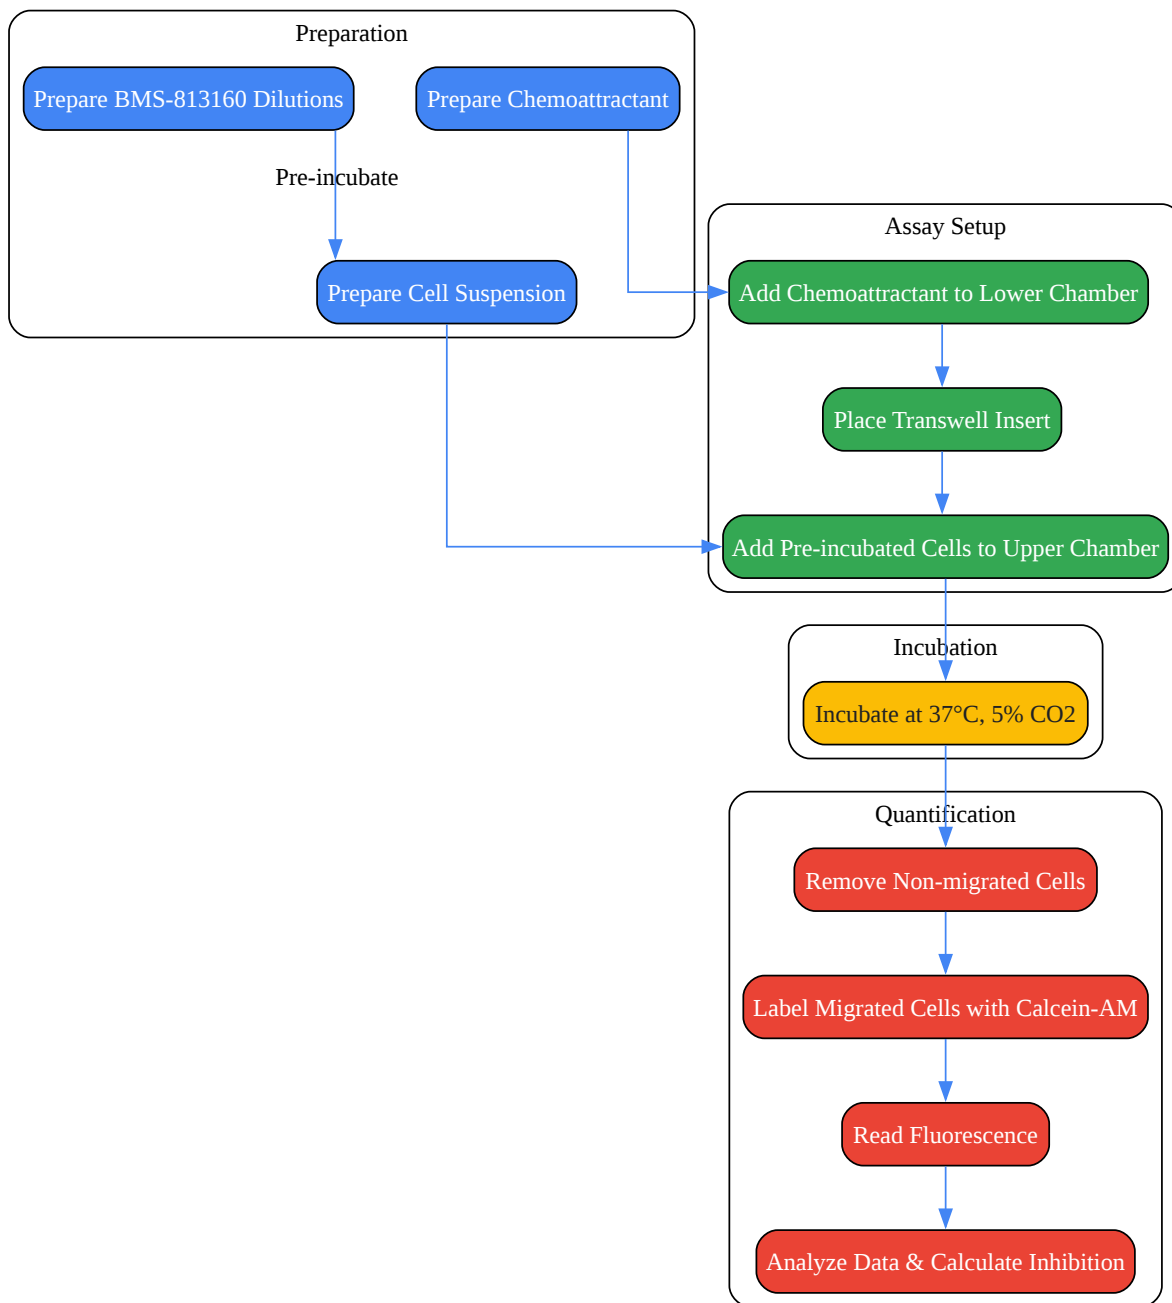 Preparation
Prepare BMS-813160 Dilutions
Prepare Chemoattractant
Pre-incubate
Prepare Cell Suspension
Assay Setup
Add Chemoattractant to Lower Chamber
Place Transwell Insert
Add Pre-incubated Cells to Upper Chamber
Incubation
Incubate at 37°C, 5% CO2
Quantification
Remove Non-migrated Cells
Label Migrated Cells with Calcein-AM
Read Fluorescence
Analyze Data & Calculate Inhibition